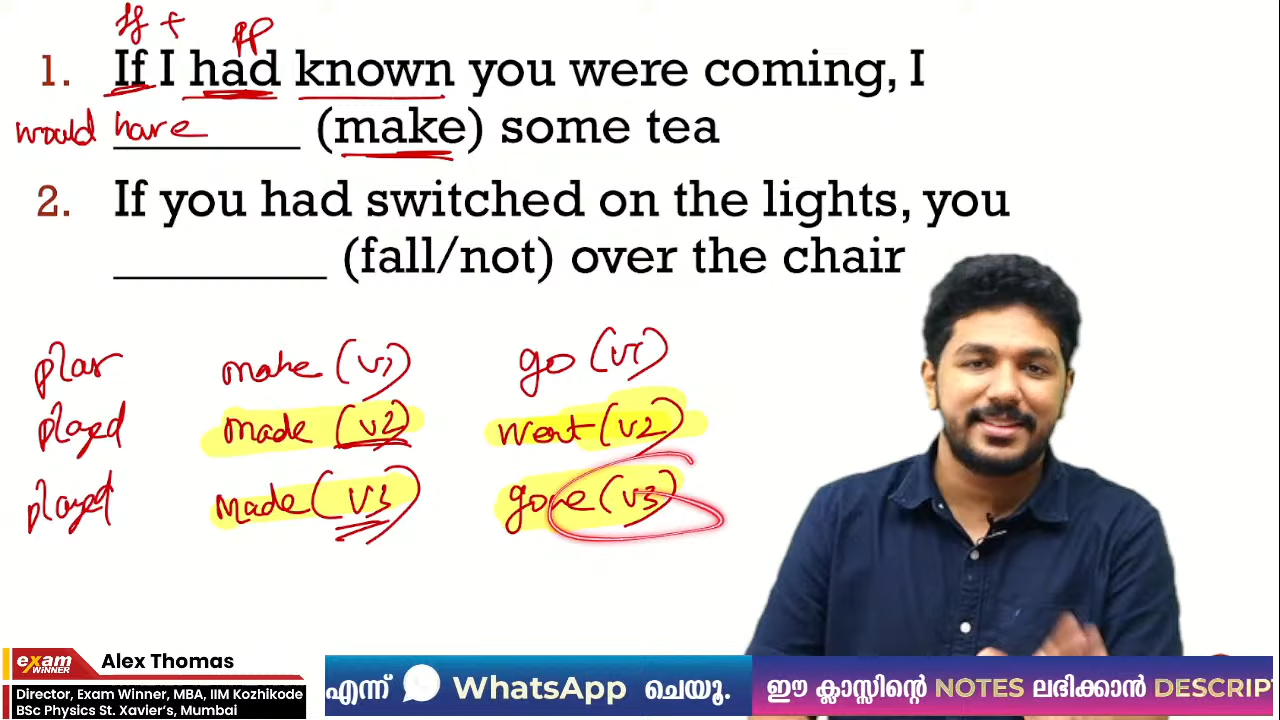 If + pp
1. If I had known you were coming, I
would have ________ (make) some tea
2. If you had switched on the lights, you
_________ (fall/not) over the chair
play make (v1) go (v1)
played made (v2) went (v2)
played made (v3) gone (v3)
exam WINNER Alex Thomas
Director, Exam Winner, MBA, IIM Kozhikode
BSc Physics St. Xavier's, Mumbai
എന്ന് WhatsApp ചെയൂ. ഈ ക്ലാസ്സിന്റെ NOTES ലഭിക്കാൻ DESCRIPT